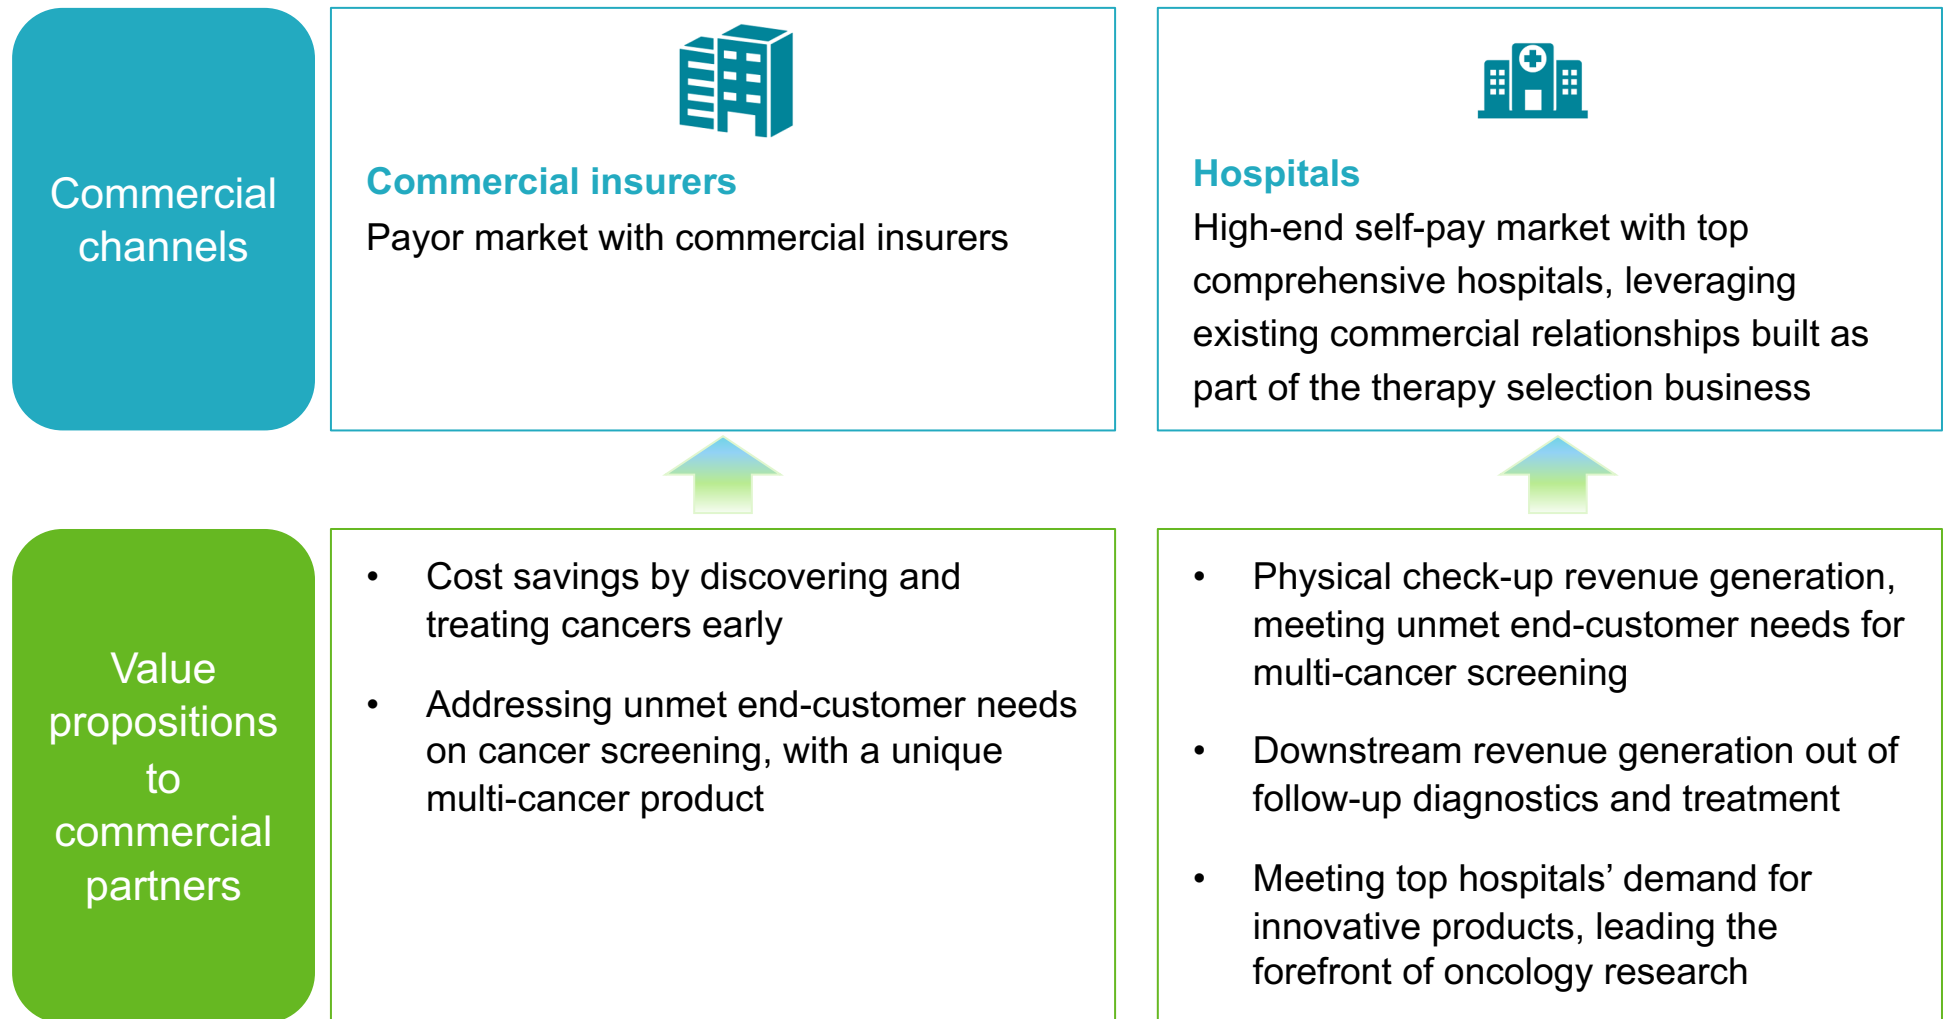 Commercial
channels
Commercial insurers
Payor market with commercial insurers
Hospitals
High-end self-pay market with top
comprehensive hospitals, leveraging
existing commercial relationships built as
part of the therapy selection business
Value
propositions
to
commercial
partners
• Cost savings by discovering and
treating cancers early
• Addressing unmet end-customer needs
on cancer screening, with a unique
multi-cancer product
• Physical check-up revenue generation,
meeting unmet end-customer needs for
multi-cancer screening
• Downstream revenue generation out of
follow-up diagnostics and treatment
• Meeting top hospitals’ demand for
innovative products, leading the
forefront of oncology research